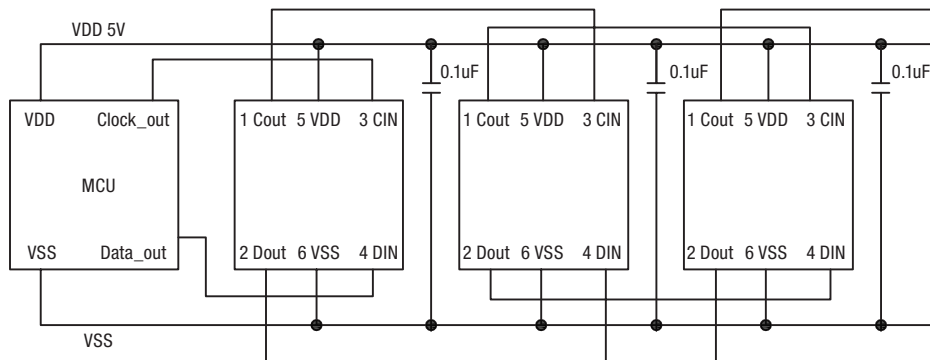 VDD 5V
0.1uF 0.1uF 0.1uF
VDD Clock_out
1 Cout 5 VDD 3 CIN
1 Cout 5 VDD 3 CIN
1 Cout 5 VDD 3 CIN
MCU
VSS Data_out
2 Dout 6 VSS 4 DIN
2 Dout 6 VSS 4 DIN
2 Dout 6 VSS 4 DIN
VSS